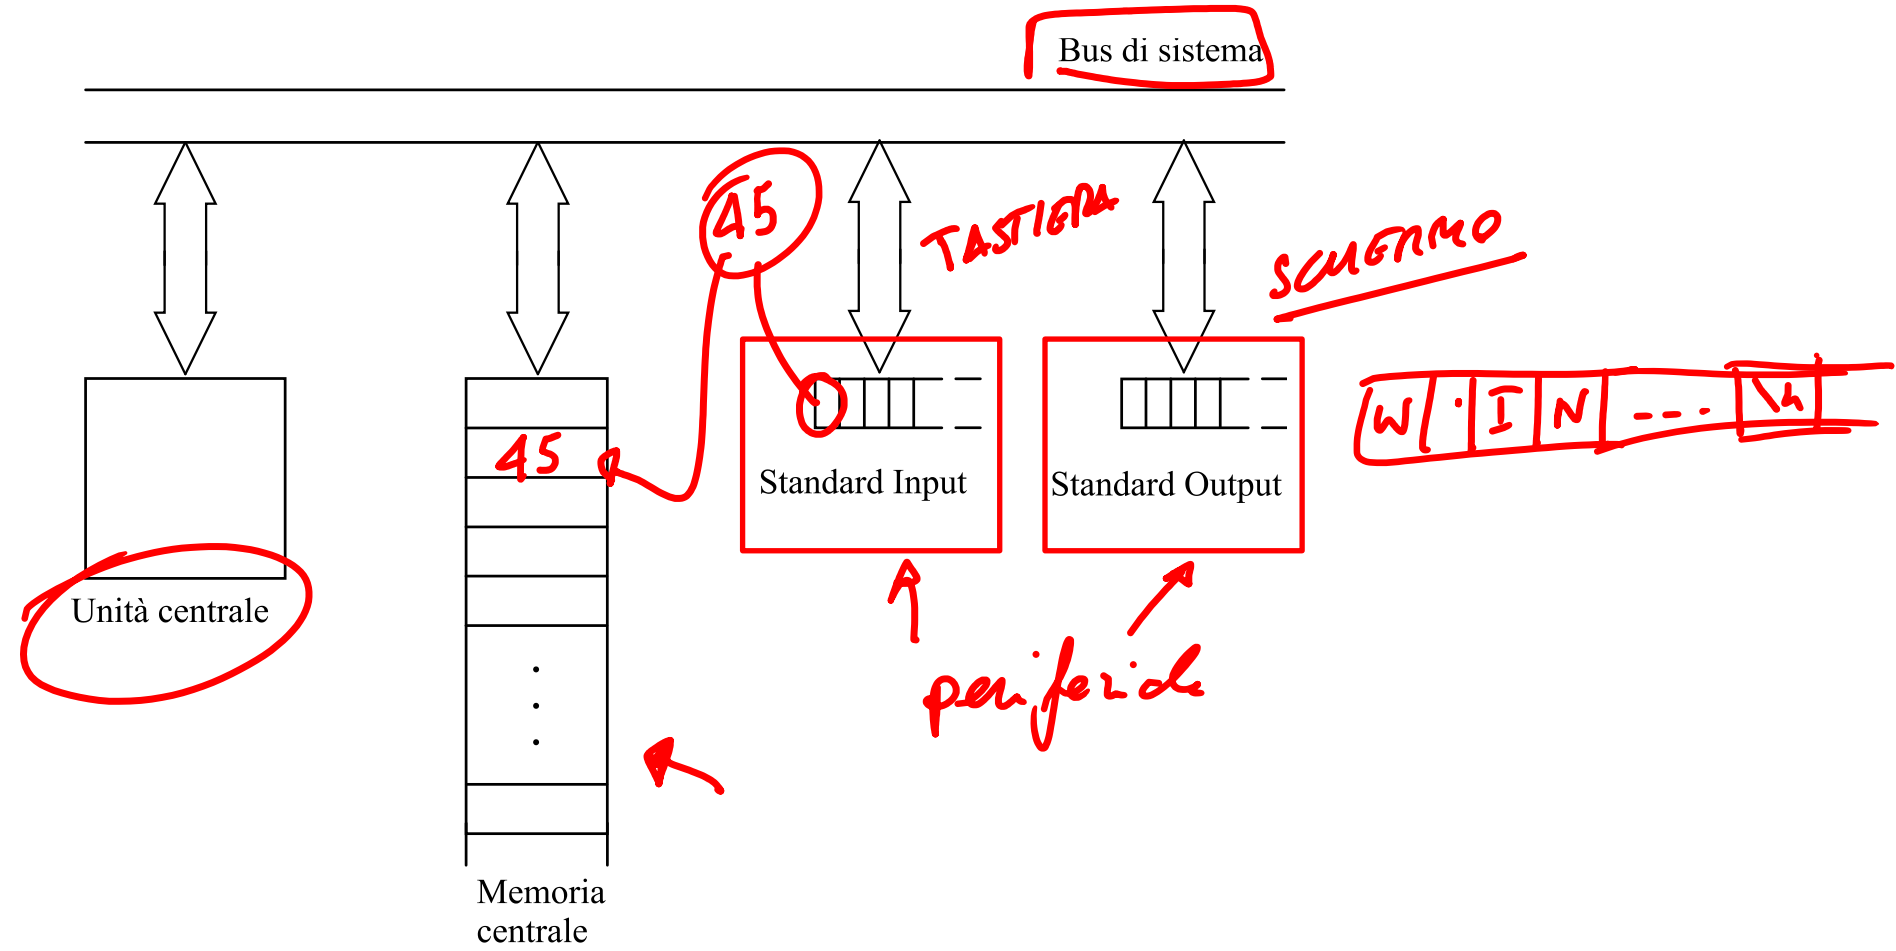 Bus di sistema
45
TASTIERA
SCHERMO
45
Standard Input
Standard Output
W . I N ---. \n
Unità centrale
periferiche
Memoria
centrale